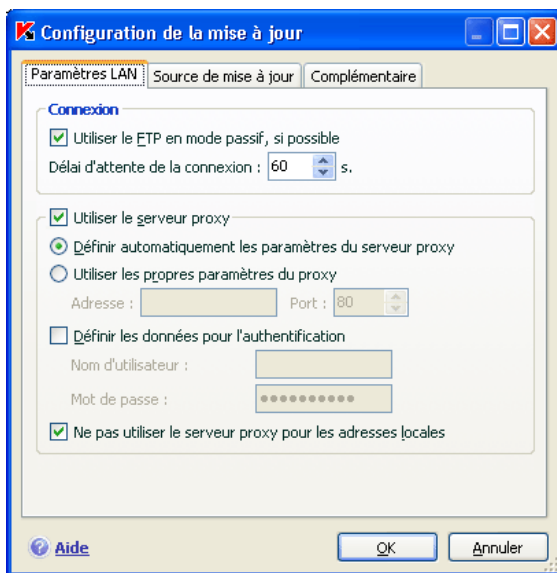 Configuration de la mise à jour
Paramètres LAN Source de mise à jour Complémentaire
Connexion
Utiliser le FTP en mode passif, si possible
Délai d'attente de la connexion : 60 s.
Utiliser le serveur proxy
Définir automatiquement les paramètres du serveur proxy
Utiliser les propres paramètres du proxy
Adresse : Port : 80
Définir les données pour l'authentification
Nom d'utilisateur :
Mot de passe : ●●●●●●●●●●
Ne pas utiliser le serveur proxy pour les adresses locales
Aide OK Annuler